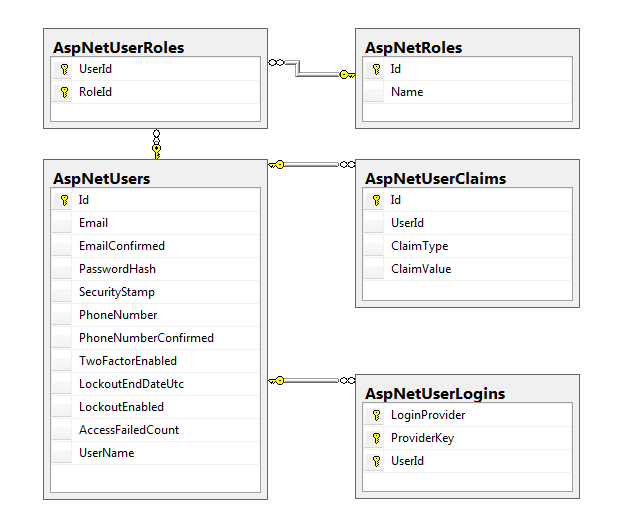 AspNetUserRoles
UserId
RoleId
AspNetRoles
Id
Name
AspNetUsers
Id
Email
EmailConfirmed
PasswordHash
SecurityStamp
PhoneNumber
PhoneNumberConfirmed
TwoFactorEnabled
LockoutEndDateUtc
LockoutEnabled
AccessFailedCount
UserName
AspNetUserClaims
Id
UserId
ClaimType
ClaimValue
AspNetUserLogins
LoginProvider
ProviderKey
UserId